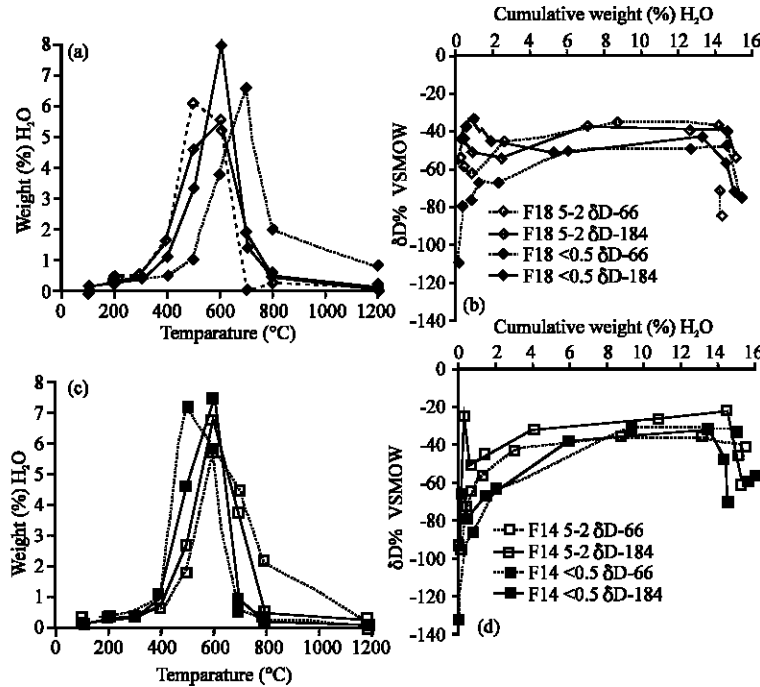 (a)
Weight (%) H₂O
8
7
6
5
4
3
2
1
0
0 200 400 600 800 1000 1200
Temparature (°C)
Cumulative weight (%) H₂O
0 2 4 6 8 10 12 14 16
δD% VSMOW
-20
-40
-60
-80
-100
-120
-140
F18 5-2 δD-66
F18 5-2 δD-184
F18 <0.5 δD-66
F18 <0.5 δD-184
(b)
(c)
Weight (%) H₂O
8
7
6
5
4
3
2
1
0
0 200 400 600 800 1000 1200
Temparature (°C)
Cumulative weight (%) H₂O
0 2 4 6 8 10 12 14 16
δD% VSMOW
0
-20
-40
-60
-80
-100
-120
-140
F14 5-2 δD-66
F14 5-2 δD-184
F14 <0.5 δD-66
F14 <0.5 δD-184
(d)